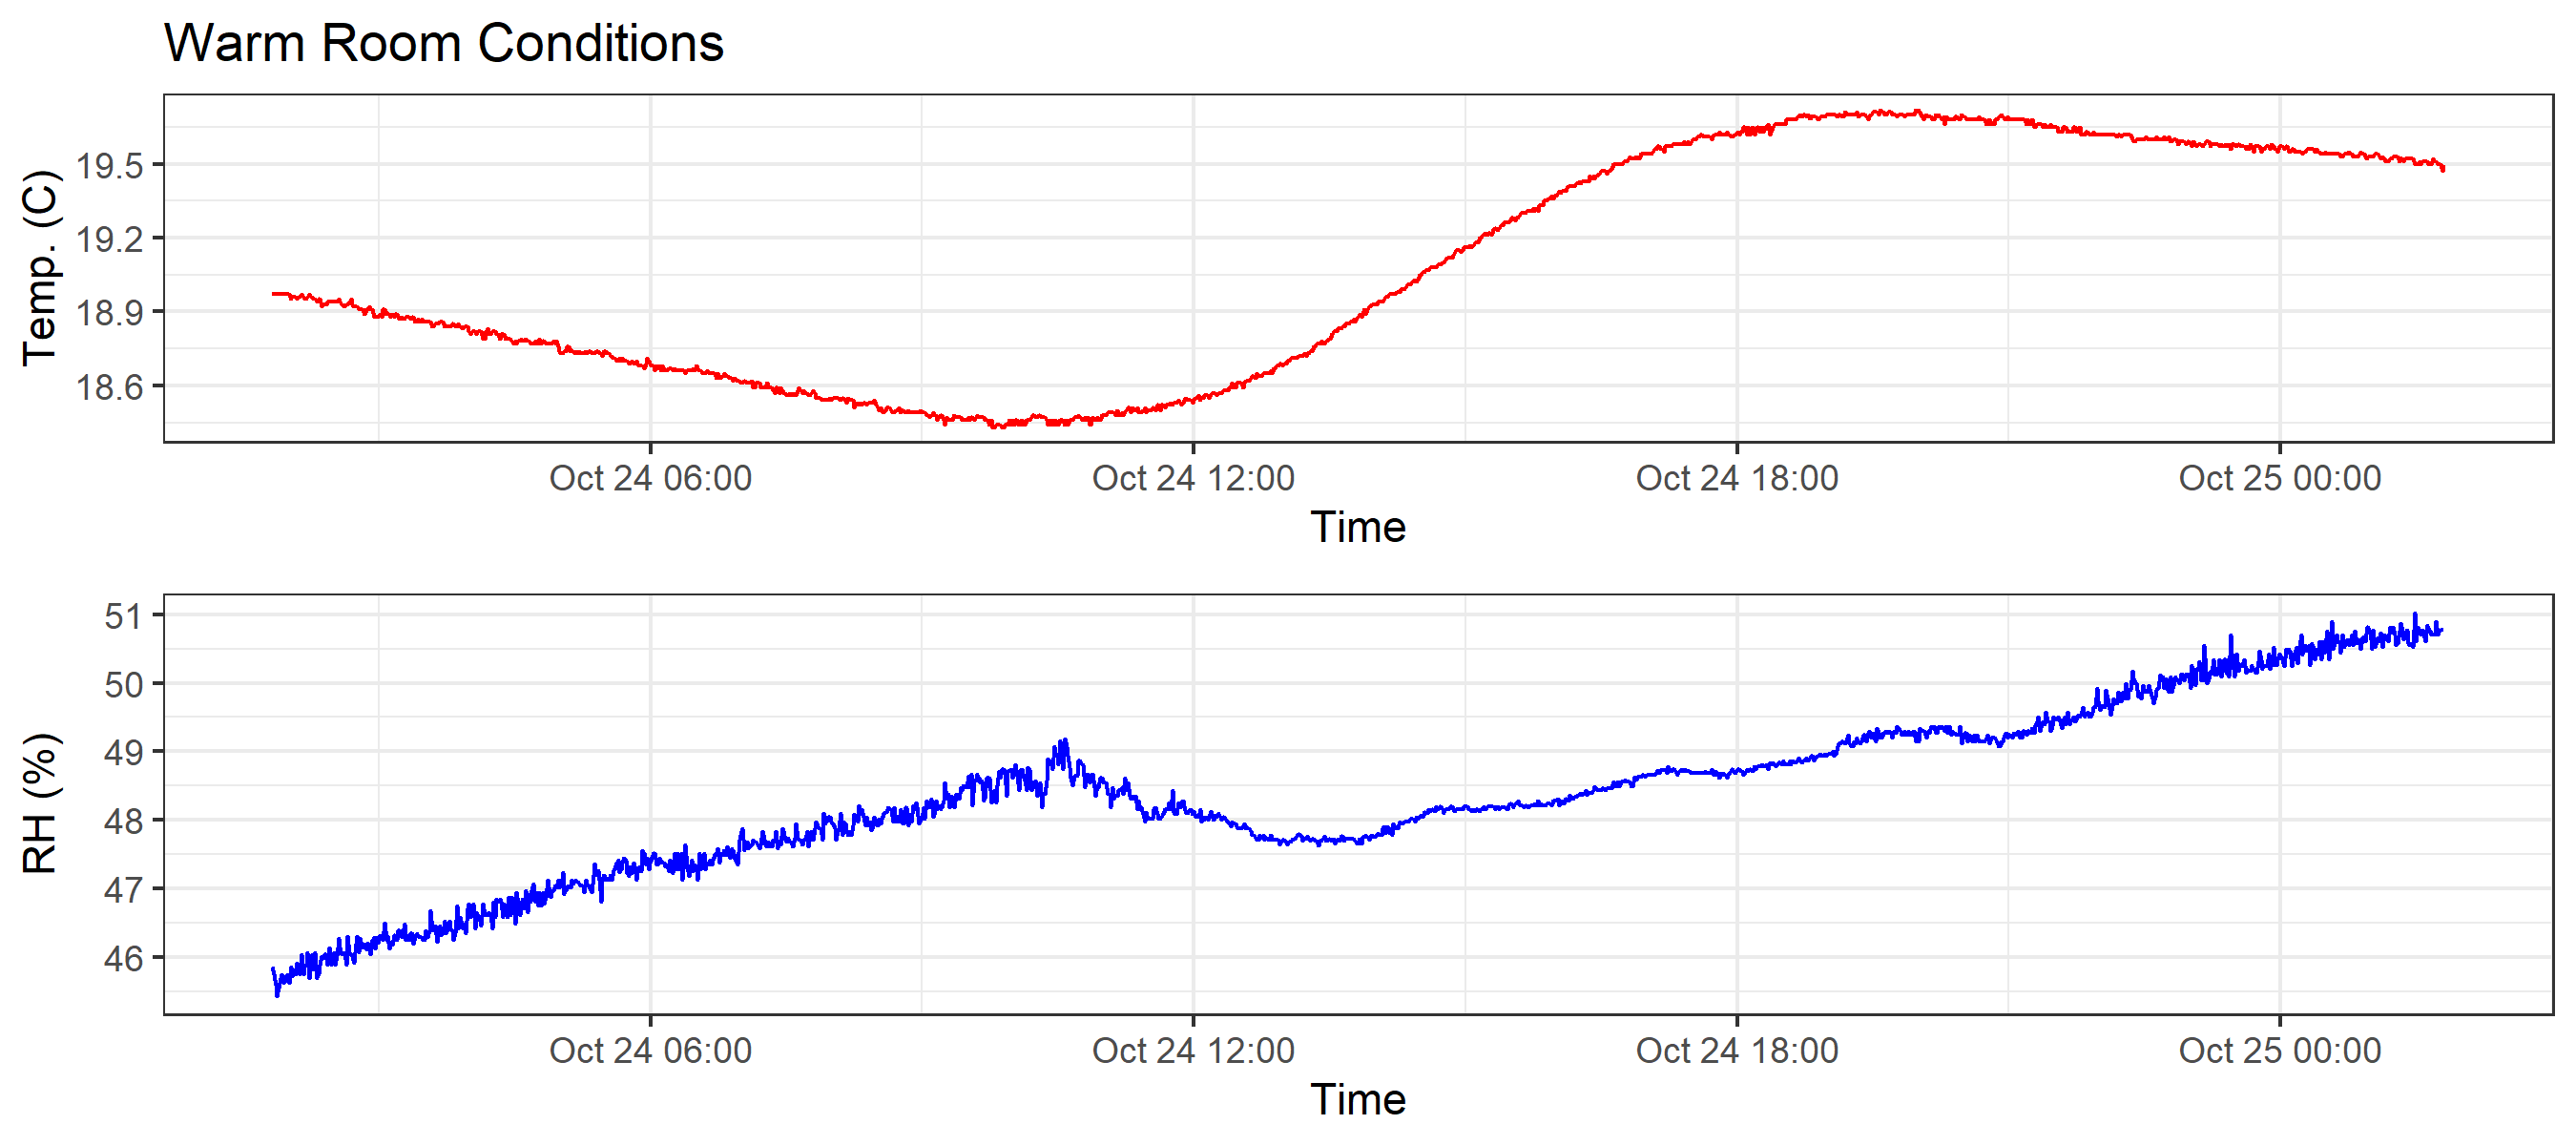 Warm Room Conditions
Temp. (C)
19.5
19.2
18.9
18.6
Oct 24 06:00 Oct 24 12:00 Oct 24 18:00 Oct 25 00:00
Time
RH (%)
51
50
49
48
47
46
Oct 24 06:00 Oct 24 12:00 Oct 24 18:00 Oct 25 00:00
Time